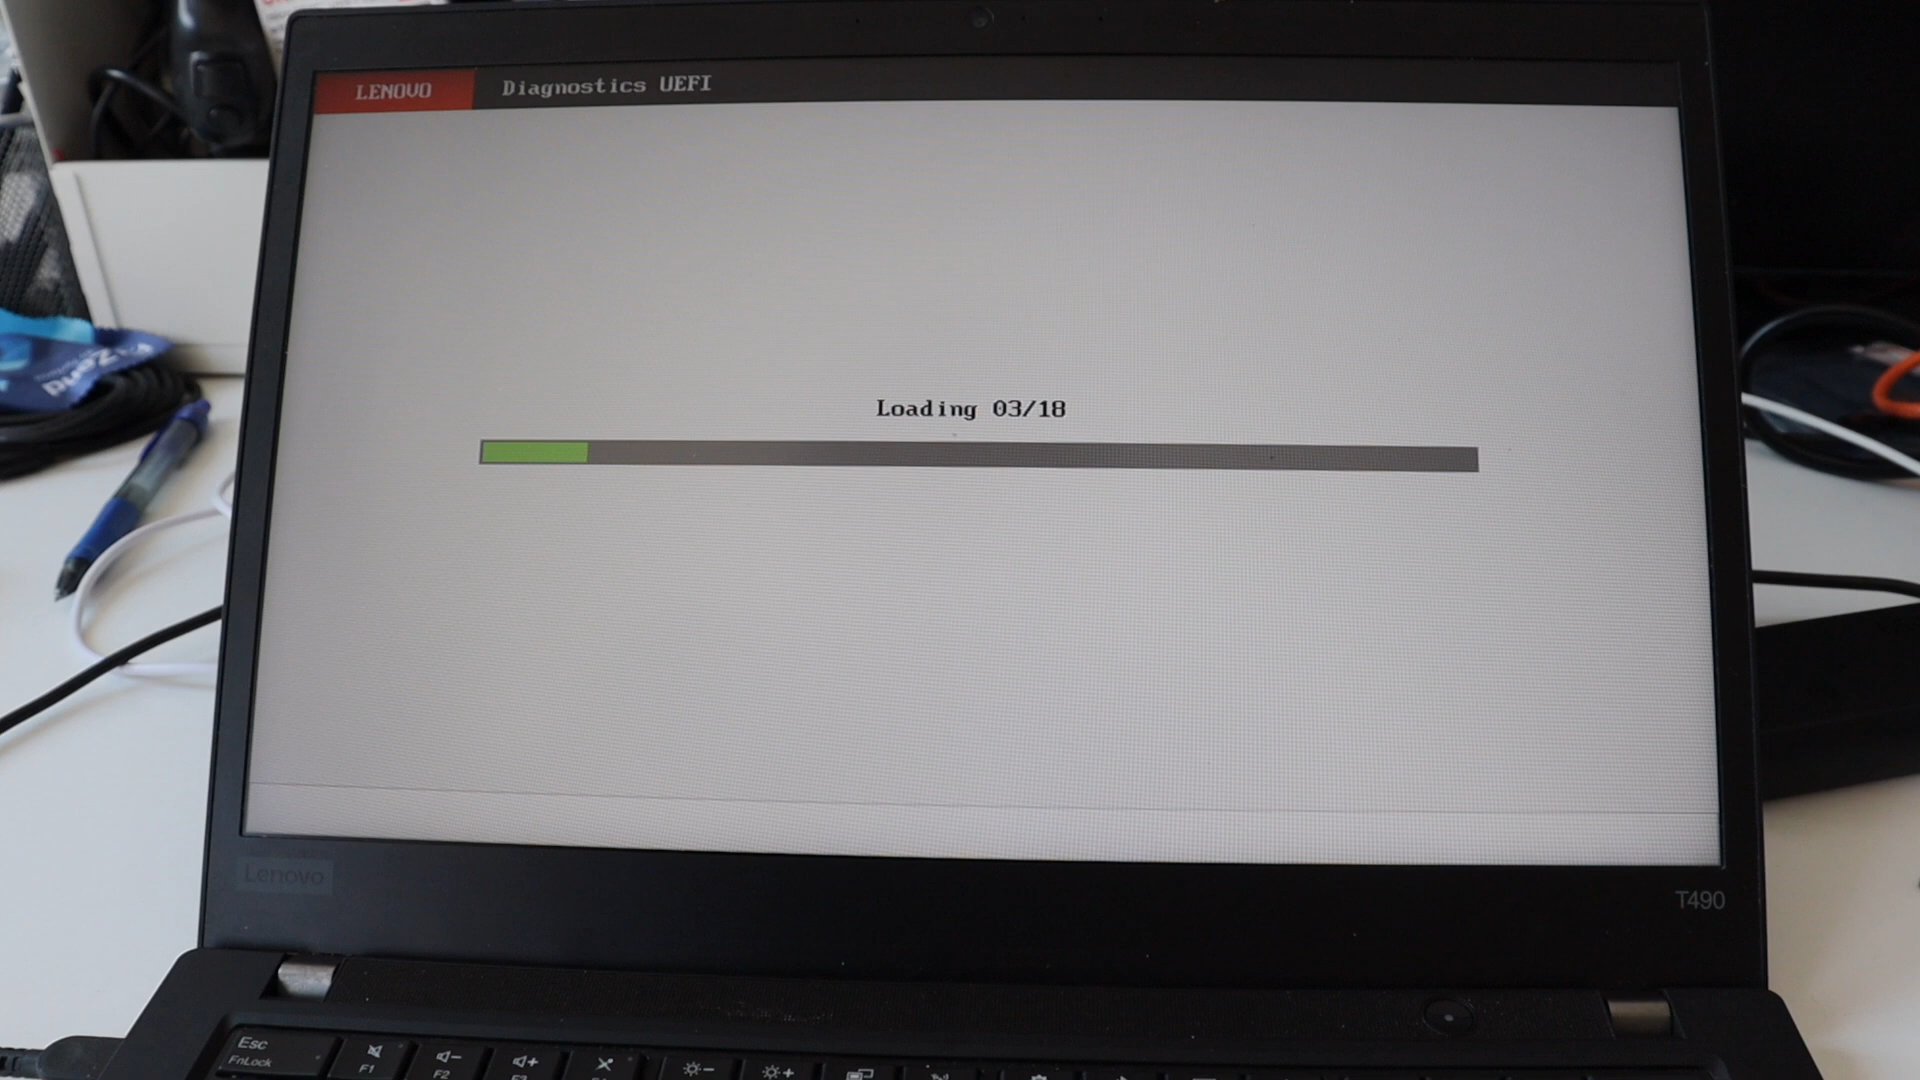 LENOVO
Diagnostics UEFI
Loading 03/18
Lenovo
T490
Esc
FnLock
F1
F2